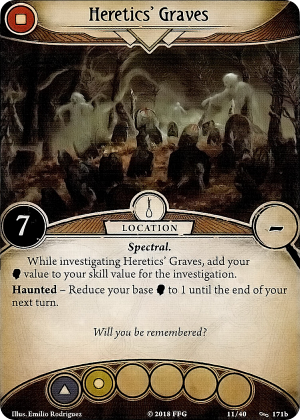 Heretics' Graves
7
LOCATION
–
Spectral.
While investigating Heretics' Graves, add your
value to your skill value for the investigation.
Haunted – Reduce your base to 1 until the end of your
next turn.
Will you be remembered?
Illus. Emilio Rodriguez
© 2018 FFG
11/40
171b